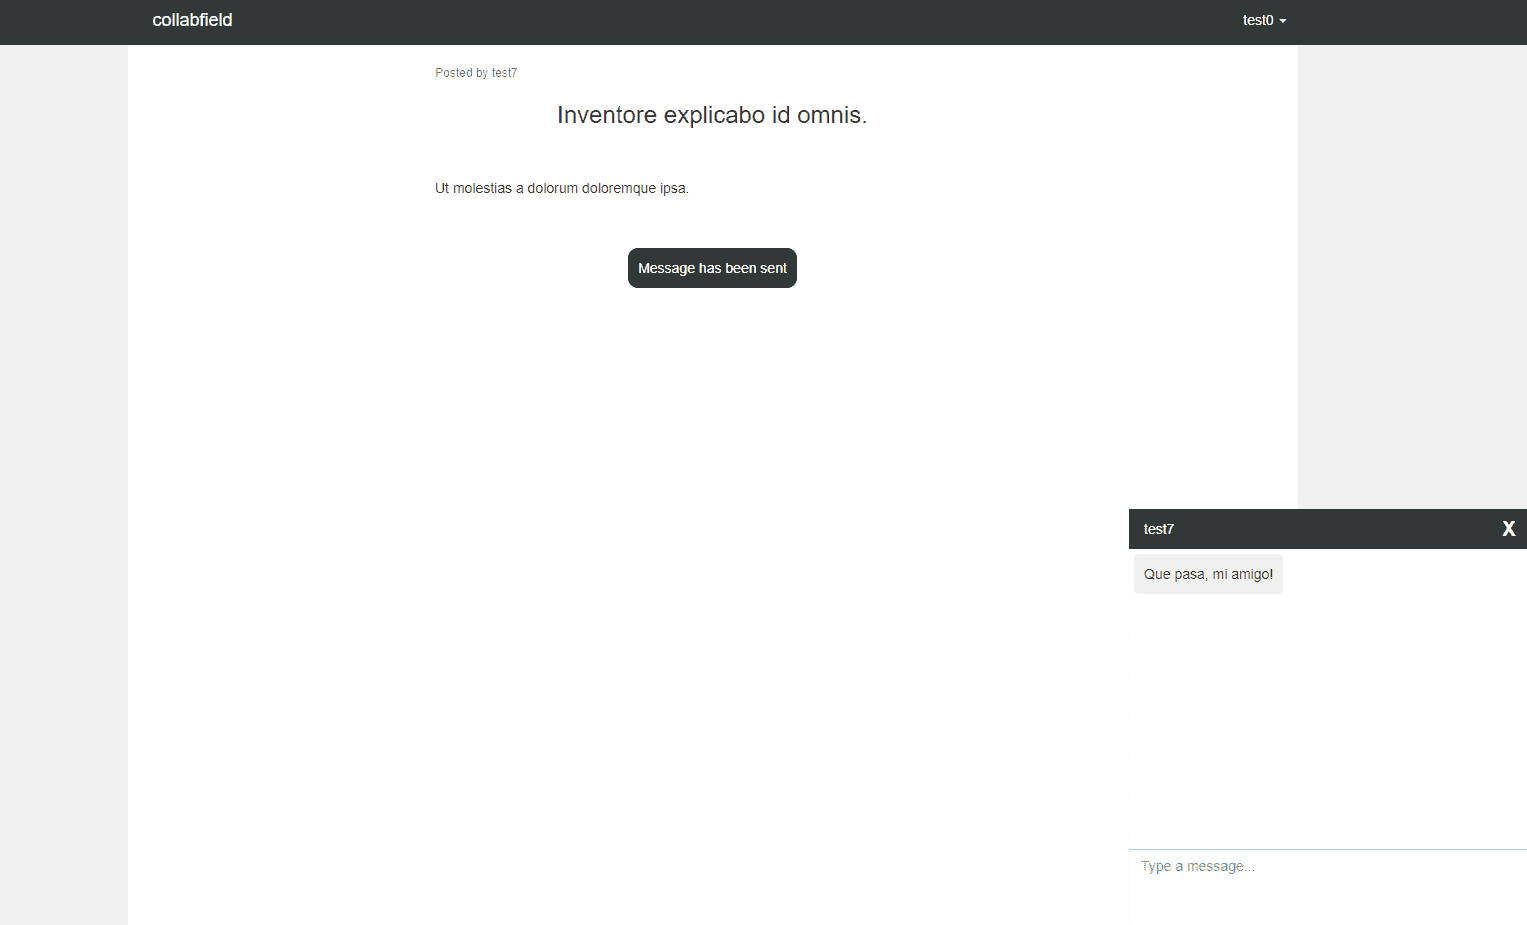 collabfield
test0
Posted by test7
Inventore explicabo id omnis.
Ut molestias a dolorum doloremque ipsa.
Message has been sent
test7
X
Que pasa, mi amigo!
Type a message...